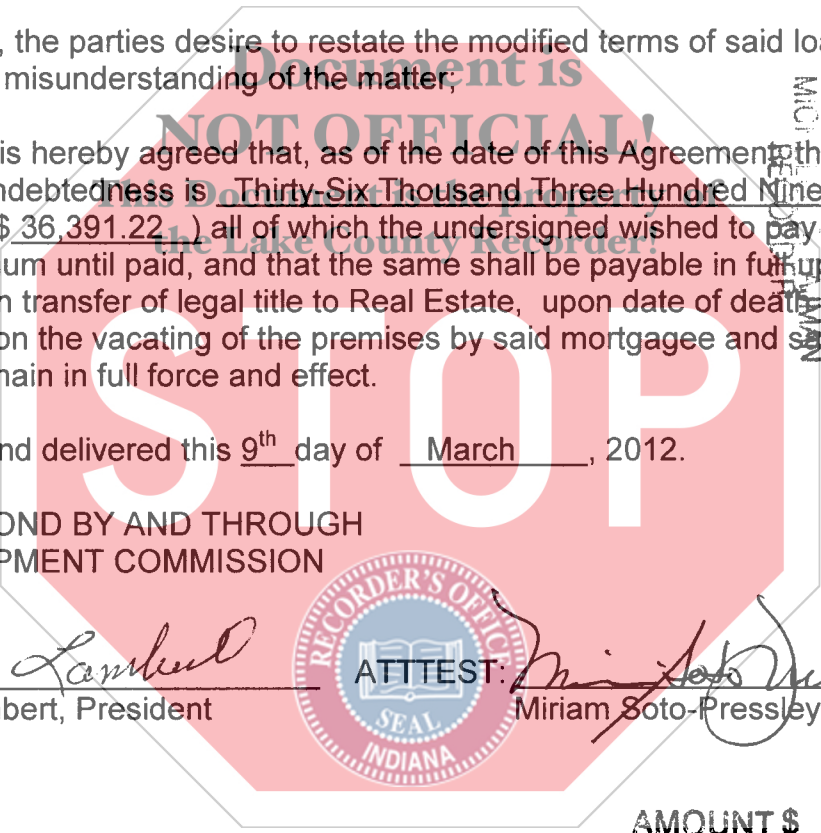 , the parties desire to restate the modified terms of said loa
misunderstanding of the matter;
Document is
NOT OFFICIAL!
This Document is the property of
the Lake County Recorder!
is hereby agreed that, as of the date of this Agreement, th
ndebtedness is Thirty-Six Thousand Three Hundred Nine
$ 36,391.22 ) all of which the undersigned wished to pay
um until paid, and that the same shall be payable in full up
n transfer of legal title to Real Estate, upon date of death
on the vacating of the premises by said mortgagee and sa
nain in full force and effect.
STOP
nd delivered this 9th day of March, 2012.
OND BY AND THROUGH
PMENT COMMISSION
Lambert
ATTTEST:
nbert, President
Miriam Soto-Pressley
RECORDER'S OFFICE
SEAL
INDIANA
AMOUNT $
RECORDER